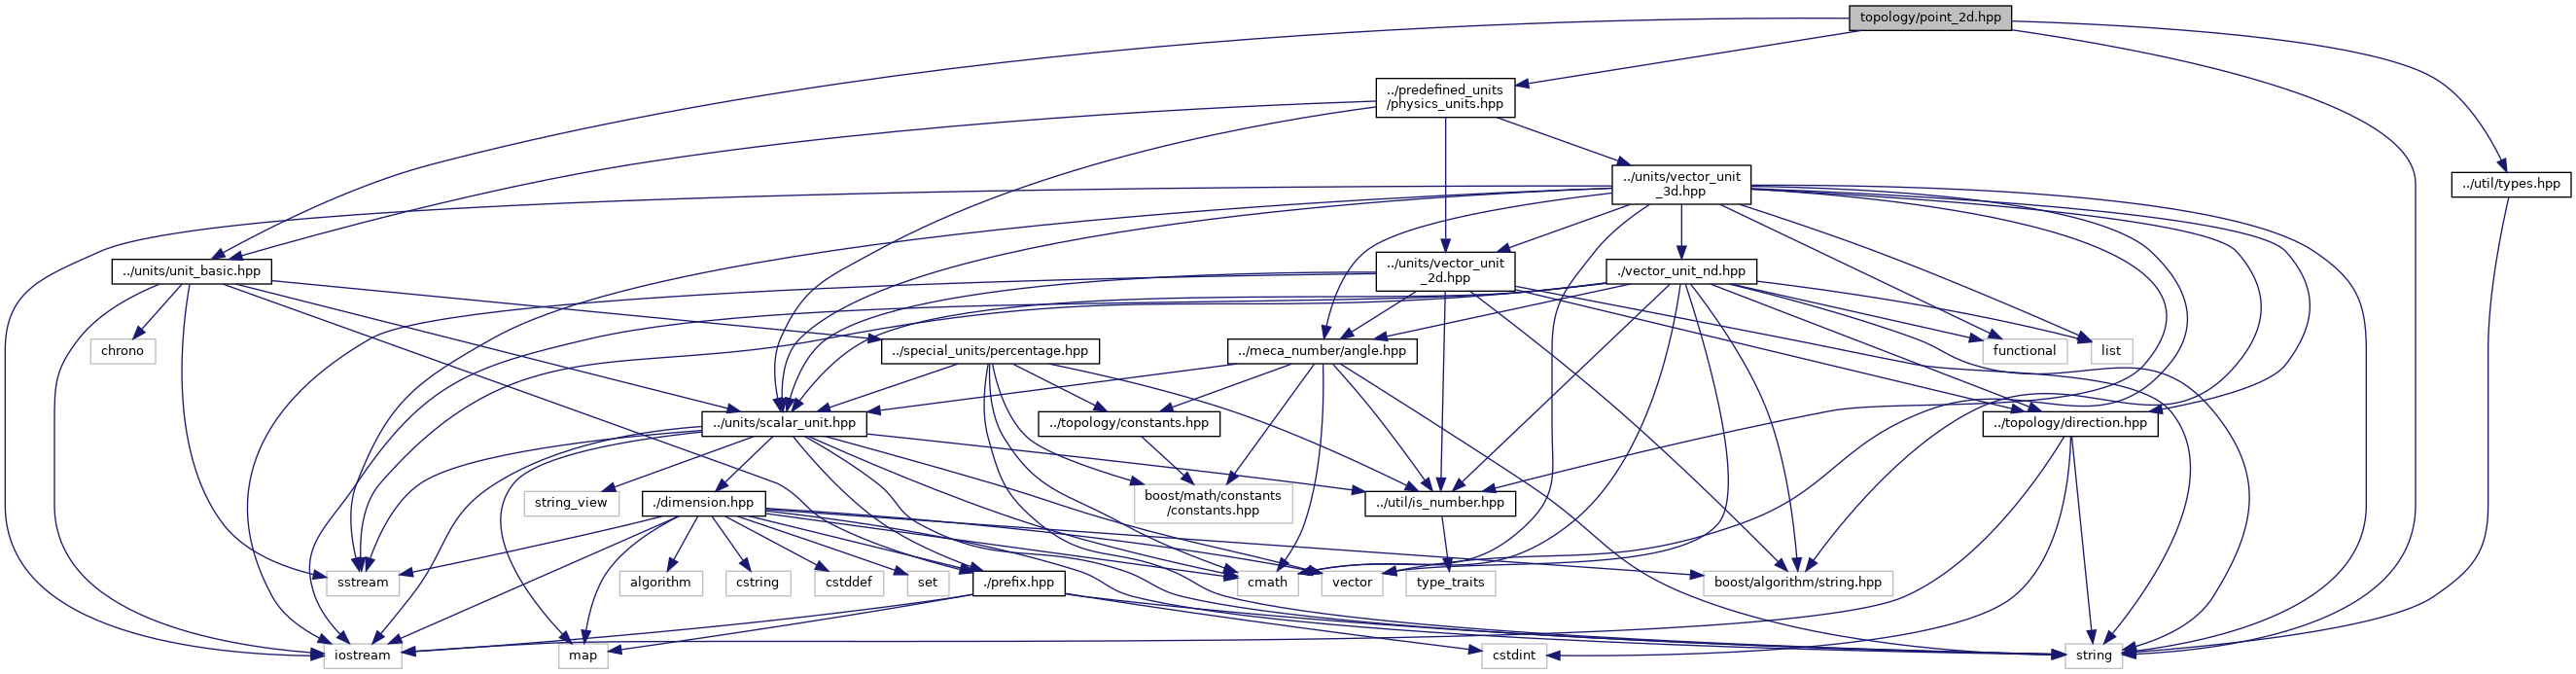 topology/point_2d.hpp
../predefined_units
/physics_units.hpp
../units/vector_unit
_3d.hpp
../util/types.hpp
../units/unit_basic.hpp
../units/vector_unit
_2d.hpp
./vector_unit_nd.hpp
chrono
../special_units/percentage.hpp
../meca_number/angle.hpp
functional
list
../units/scalar_unit.hpp
../topology/constants.hpp
../topology/direction.hpp
string_view
./dimension.hpp
boost/math/constants
/constants.hpp
../util/is_number.hpp
sstream
algorithm
cstring
cstddef
set
./prefix.hpp
cmath
vector
type_traits
boost/algorithm/string.hpp
iostream
map
cstdint
string